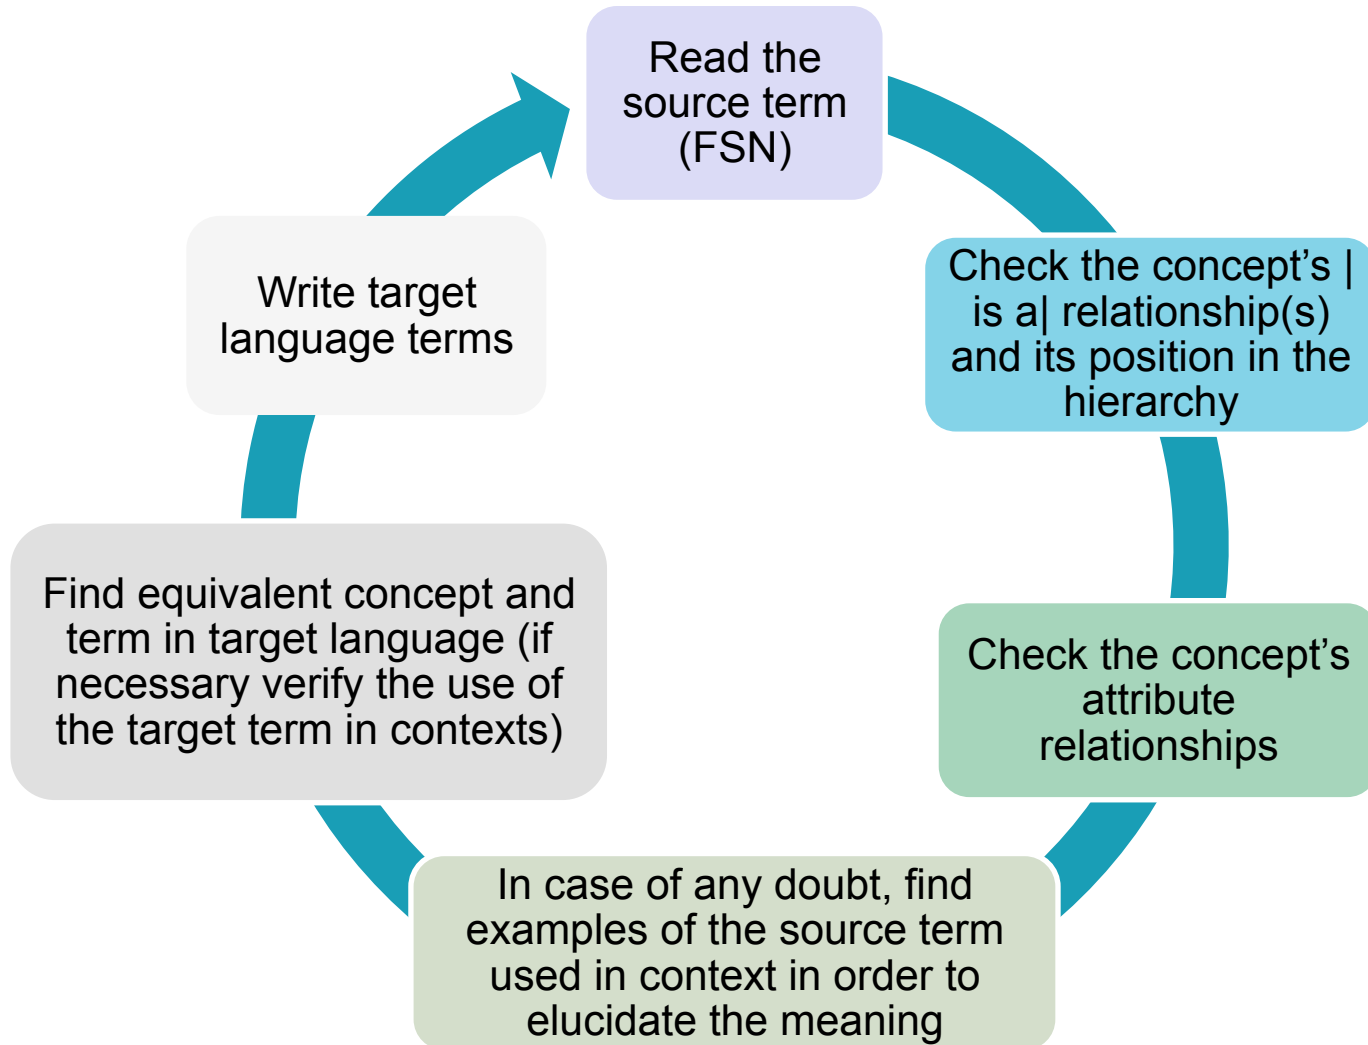 Read the
source term
(FSN)
Check the concept’s |
is a| relationship(s)
and its position in the
hierarchy
Check the concept’s
attribute
relationships
In case of any doubt, find
examples of the source term
used in context in order to
elucidate the meaning
Find equivalent concept and
term in target language (if
necessary verify the use of
the target term in contexts)
Write target
language terms